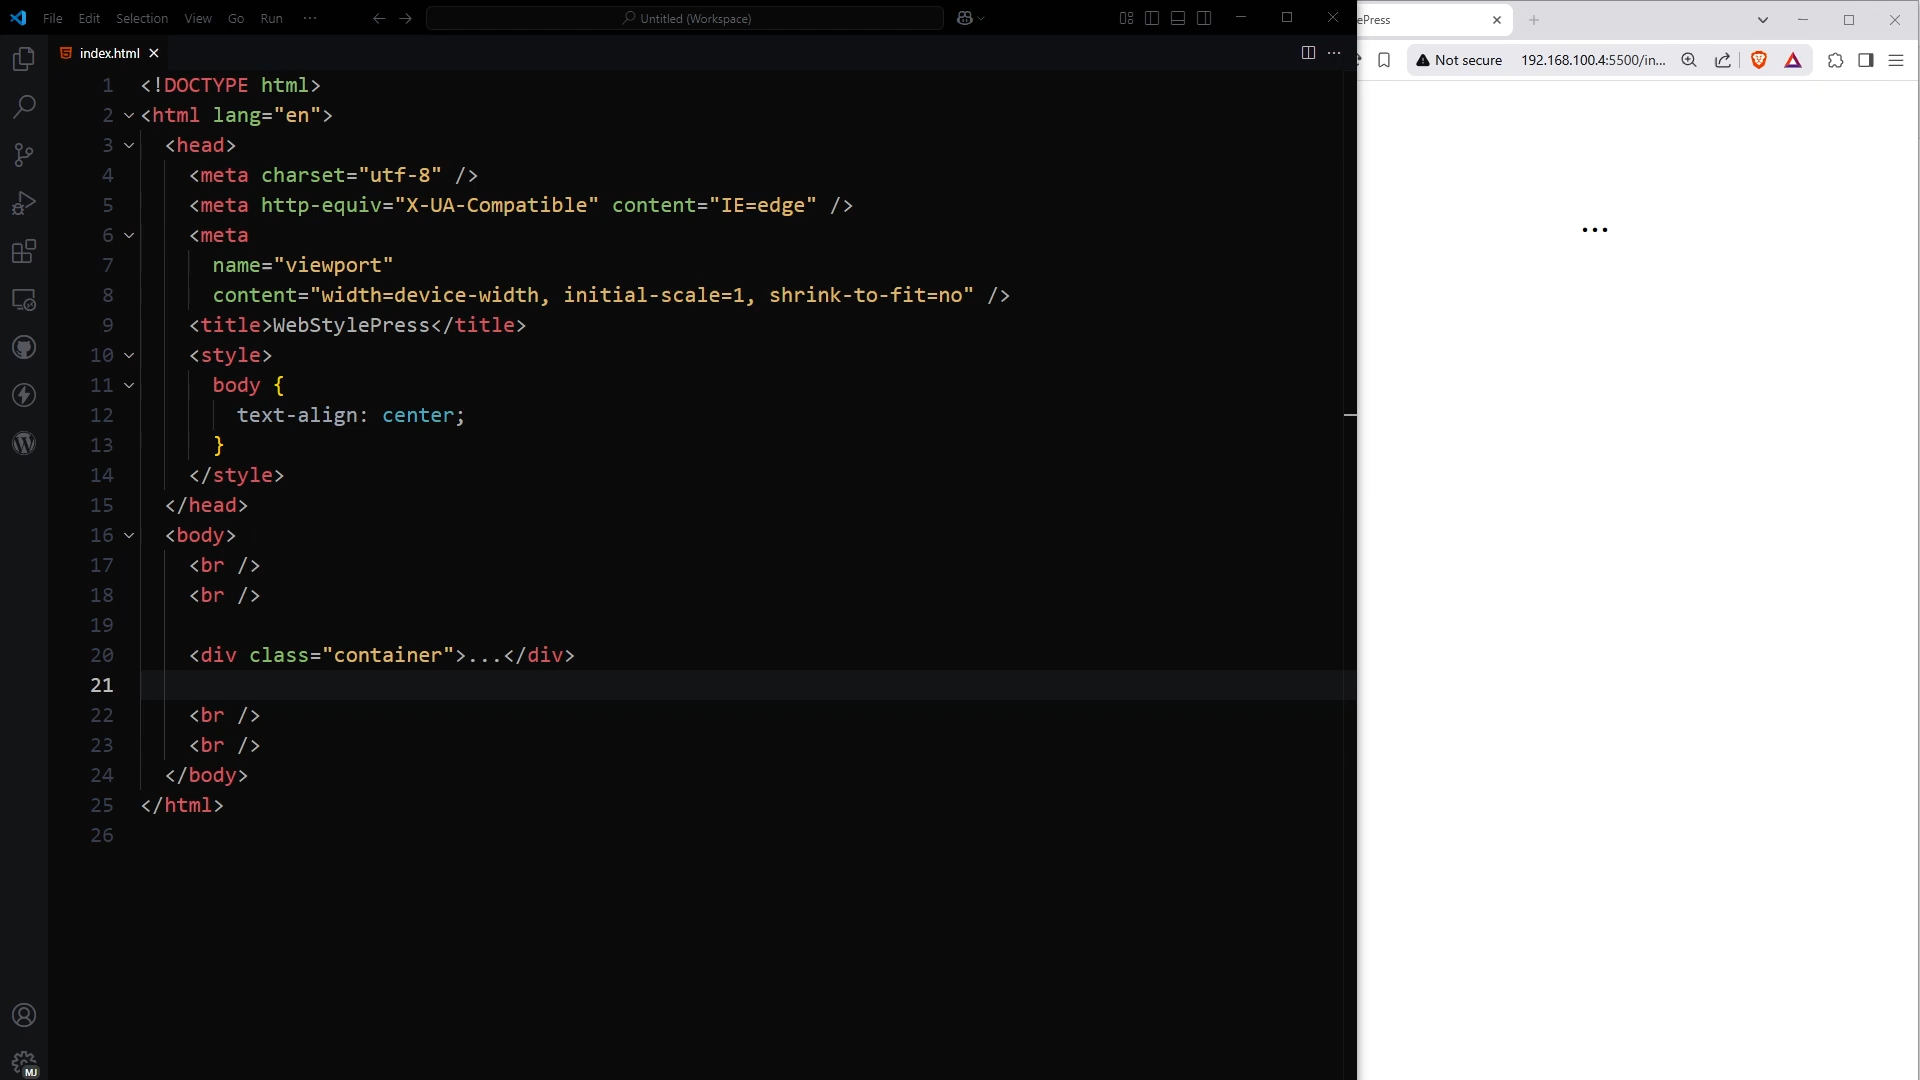 File Edit Selection View Go Run ... Untitled (Workspace)
index.html
1 <!DOCTYPE html>
2 <html lang="en">
3 <head>
4 <meta charset="utf-8" />
5 <meta http-equiv="X-UA-Compatible" content="IE=edge" />
6 <meta
7 name="viewport"
8 content="width=device-width, initial-scale=1, shrink-to-fit=no" />
9 <title>WebStylePress</title>
10 <style>
11 body {
12 text-align: center;
13 }
14 </style>
15 </head>
16 <body>
17 <br />
18 <br />
19
20 <div class="container">...</div>
21
22 <br />
23 <br />
24 </body>
25 </html>
26
MJ
ePress
Not secure 192.168.100.4:5500/in...
...